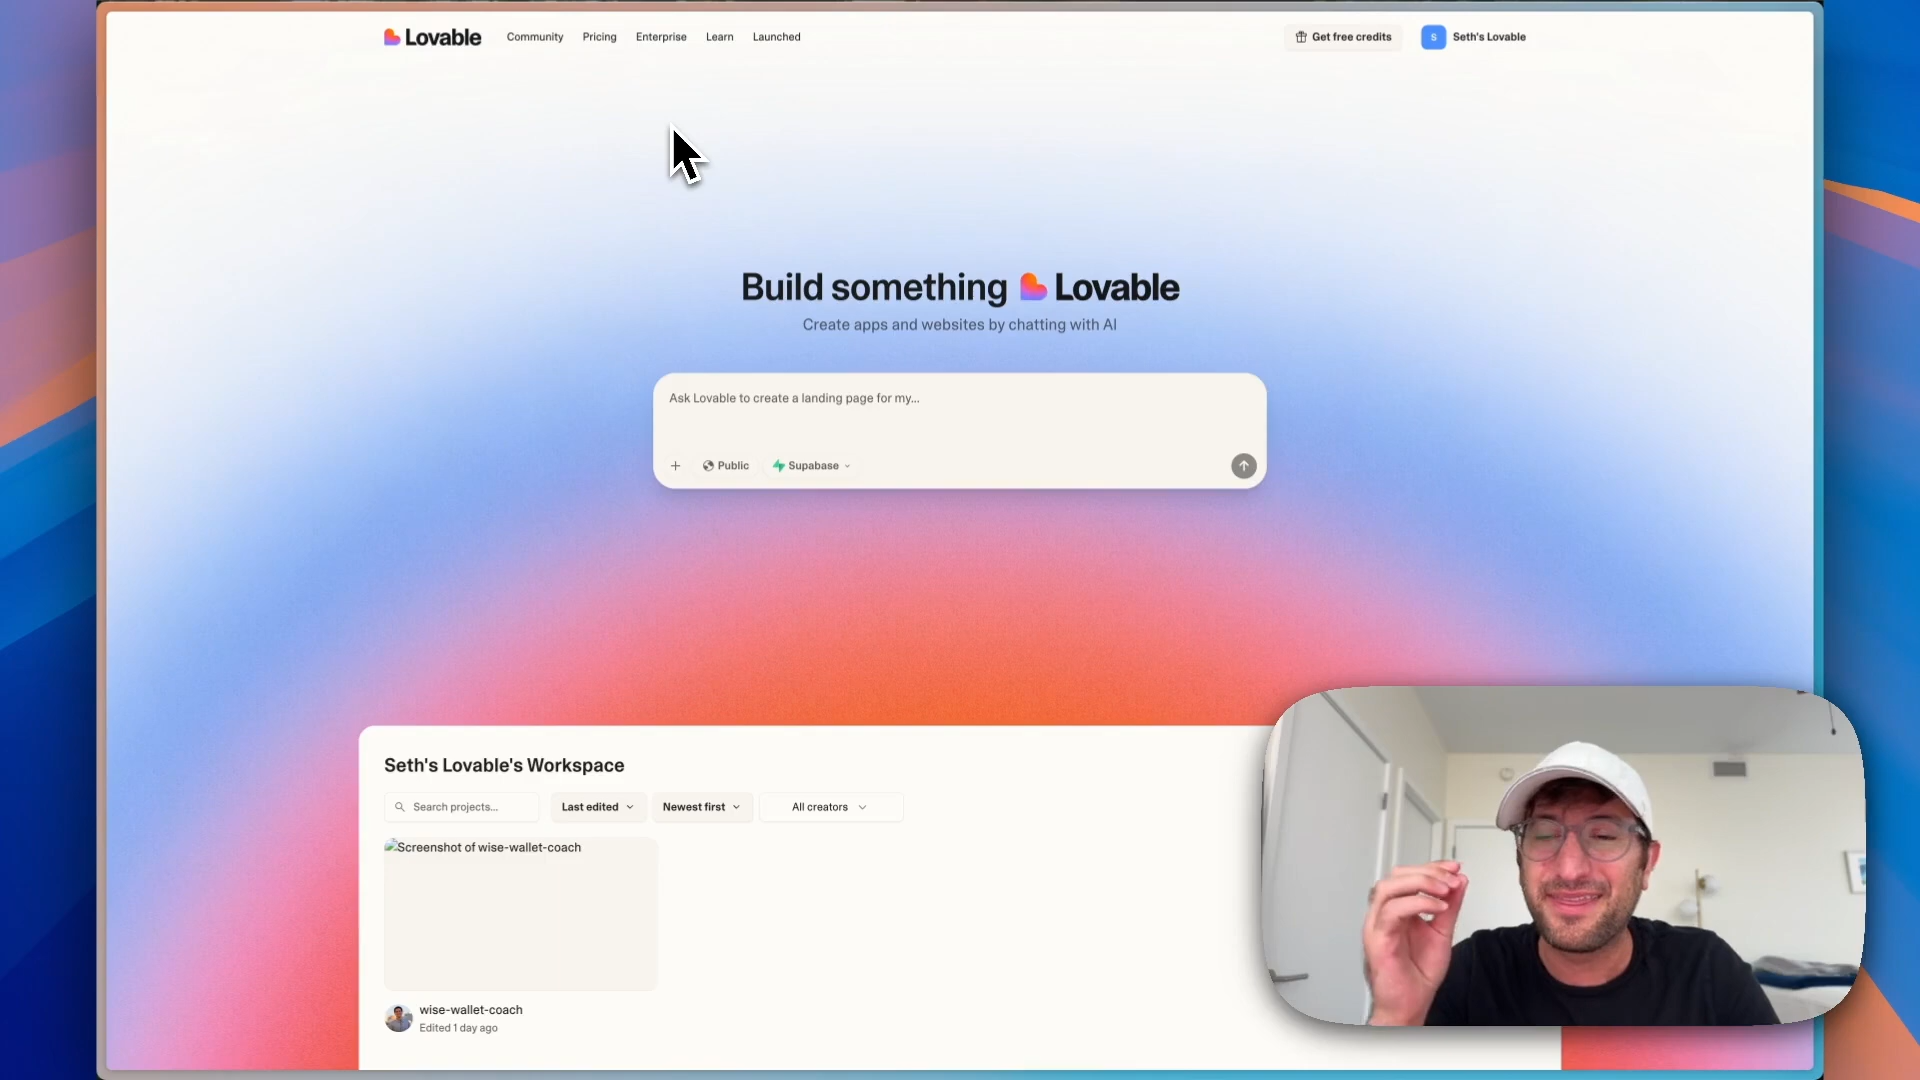 Lovable
Community
Pricing
Enterprise
Learn
Launched
Get free credits
S
Seth's Lovable
Build something Lovable
Create apps and websites by chatting with AI
Ask Lovable to create a landing page for my...
Public
Supabase
Seth's Lovable's Workspace
Search projects...
Last edited
Newest first
All creators
Screenshot of wise-wallet-coach
wise-wallet-coach
Edited 1 day ago